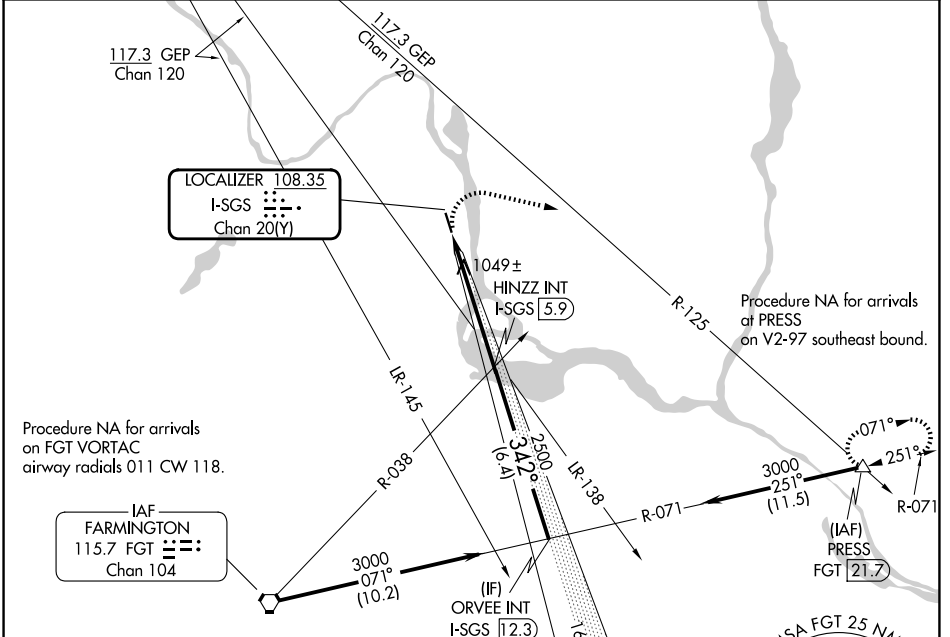 117.3 GEP
Chan 120
117.3 GEP
Chan 120
LOCALIZER 108.35
I-SGS
Chan 20(Y)
1049±
HINZZ INT
I-SGS 5.9
R-125
Procedure NA for arrivals
at PRESS
on V2-97 southeast bound.
LR-145
Procedure NA for arrivals
on FGT VORTAC
airway radials 011 CW 118.
R-038
342°
2500
(6.4)
LR-138
071°
251°
R-071
3000
251°
(11.5)
R-071
IAF
FARMINGTON
115.7 FGT
Chan 104
(IAF)
PRESS
FGT 21.7
3000
071°
(10.2)
(IF)
ORVEE INT
I-SGS 12.3
SA FGT 25 N